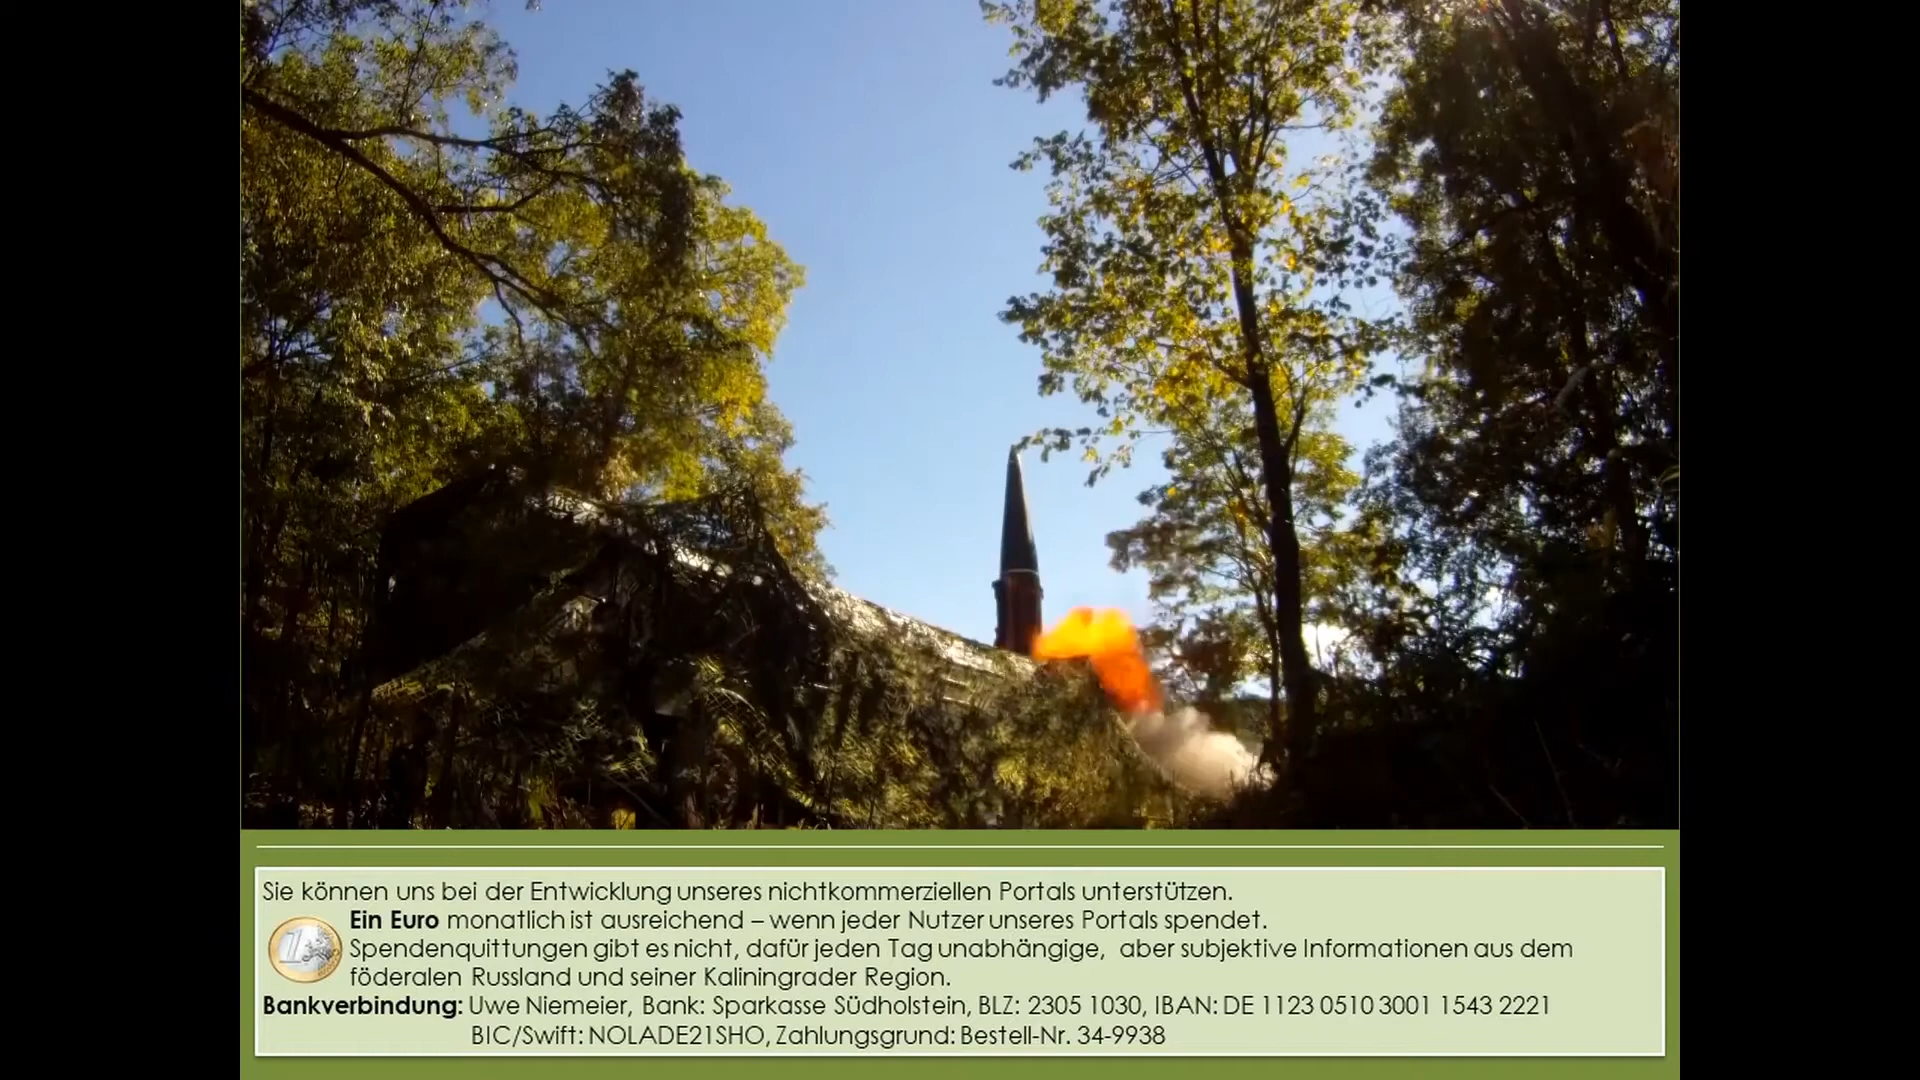 Sie können uns bei der Entwicklung unseres nichtkommerziellen Portals unterstützen.
Ein Euro monatlich ist ausreichend – wenn jeder Nutzer unseres Portals spendet.
Spendenquittungen gibt es nicht, dafür jeden Tag unabhängige, aber subjektive Informationen aus dem
föderalen Russland und seiner Kaliningrader Region.
Bankverbindung: Uwe Niemeier, Bank: Sparkasse Südholstein, BLZ: 2305 1030, IBAN: DE 1123 0510 3001 1543 2221
BIC/Swift: NOLADE21SHO, Zahlungsgrund: Bestell-Nr. 34-9938